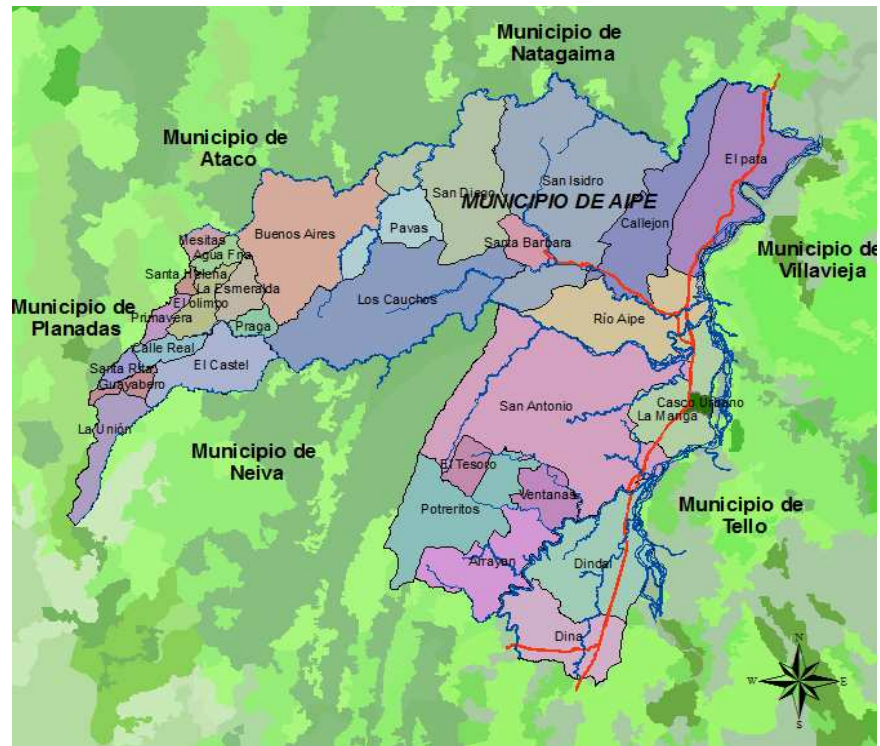 Municipio de
Natagaima
Municipio de
Ataco
El pata
San Diego
San Isidro
MUNICIPIO DE AIPE
Callejon
Pavas
Buenos Aires
Santa Barbara
Mesitas
Agua Fria
Municipio de
Villavieja
Santa Helena
La Esmeralda
Los Cauchos
Municipio de
Planadas
El olimpo
Primavera
Praga
Río Aipe
Calle Real
El Castel
Santa Rita
Guayabero
San Antonio
Casco Urbano
La Manga
La Unión
Municipio de
Neiva
El Tesoro
Ventanas
Potreritos
Municipio de
Tello
Arrayan
Dindal
Dina
N
W
E
S